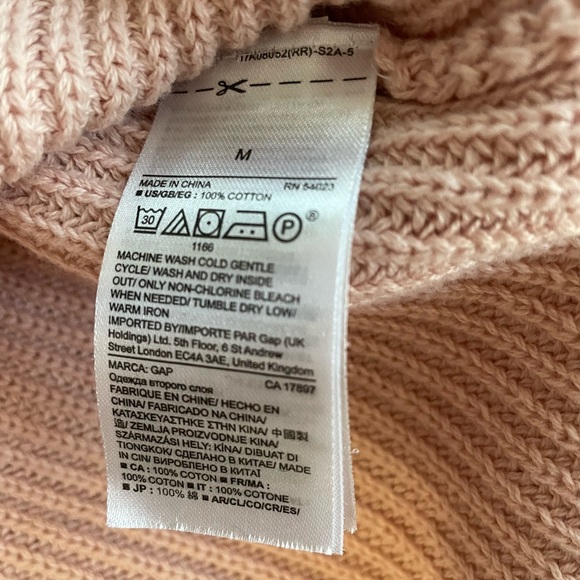 M
MADE IN CHINA RN 54023
■ US/GB/EG : 100% COTTON
30 P ®
1166
MACHINE WASH COLD GENTLE
CYCLE/ WASH AND DRY INSIDE
OUT/ ONLY NON-CHLORINE BLEACH
WHEN NEEDED/ TUMBLE DRY LOW/
WARM IRON
IMPORTED BY/IMPORTE PAR Gap (UK
Holdings) Ltd. 5th Floor, 6 St Andrew
Street London EC4A 3AE, United Kingdom
MARCA: GAP CA 17897
Одежда второго слоя
FABRIQUE EN CHINE/ HECHO EN
CHINA/ FABRICADO NA CHINA/
ΚΑΤΑΣΚΕΥΑΣΤΗΚΕ ΣΤΗΝ ΚΙΝΑ/ 中國製
造/ ZEMLJA PROIZVODNJE KINA/
SZÁRMAZÁSI HELY: KÍNA/ DIBUAT DI
TIONGKOK/ СДЕЛАНО В КИТАЕ/ MADE
IN CIN/ ВИРОБЛЕНО В КИТАЇ
■ CA : 100% COTON ■ FR/MA :
100% COTON ■ IT : 100% COTONE
■ JP : 100% 綿 ■ AR/CL/CO/CR/ES/